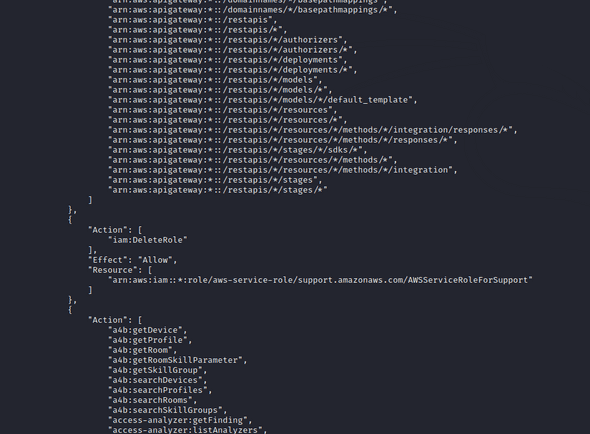 "arn:aws:apigateway:*::/domainnames/*/basepathmappings",
"arn:aws:apigateway:*::/domainnames/*/basepathmappings/*",
"arn:aws:apigateway:*::/restapis",
"arn:aws:apigateway:*::/restapis/*",
"arn:aws:apigateway:*::/restapis/*/authorizers",
"arn:aws:apigateway:*::/restapis/*/authorizers/*",
"arn:aws:apigateway:*::/restapis/*/deployments",
"arn:aws:apigateway:*::/restapis/*/deployments/*",
"arn:aws:apigateway:*::/restapis/*/models",
"arn:aws:apigateway:*::/restapis/*/models/*",
"arn:aws:apigateway:*::/restapis/*/models/*/default_template",
"arn:aws:apigateway:*::/restapis/*/resources",
"arn:aws:apigateway:*::/restapis/*/resources/*",
"arn:aws:apigateway:*::/restapis/*/resources/*/methods/*/integration/responses/*",
"arn:aws:apigateway:*::/restapis/*/resources/*/methods/*/responses/*",
"arn:aws:apigateway:*::/restapis/*/stages/*/sdks/*",
"arn:aws:apigateway:*::/restapis/*/resources/*/methods/*",
"arn:aws:apigateway:*::/restapis/*/resources/*/methods/*/integration",
"arn:aws:apigateway:*::/restapis/*/stages",
"arn:aws:apigateway:*::/restapis/*/stages/*"
]
},
{
"Action": [
"iam:DeleteRole"
],
"Effect": "Allow",
"Resource": [
"arn:aws:iam::*:role/aws-service-role/support.amazonaws.com/AWSServiceRoleForSupport"
]
},
{
"Action": [
"a4b:getDevice",
"a4b:getProfile",
"a4b:getRoom",
"a4b:getRoomSkillParameter",
"a4b:getSkillGroup",
"a4b:searchDevices",
"a4b:searchProfiles",
"a4b:searchRooms",
"a4b:searchSkillGroups",
"access-analyzer:getFinding",
"access-analyzer:listAnalyzers",